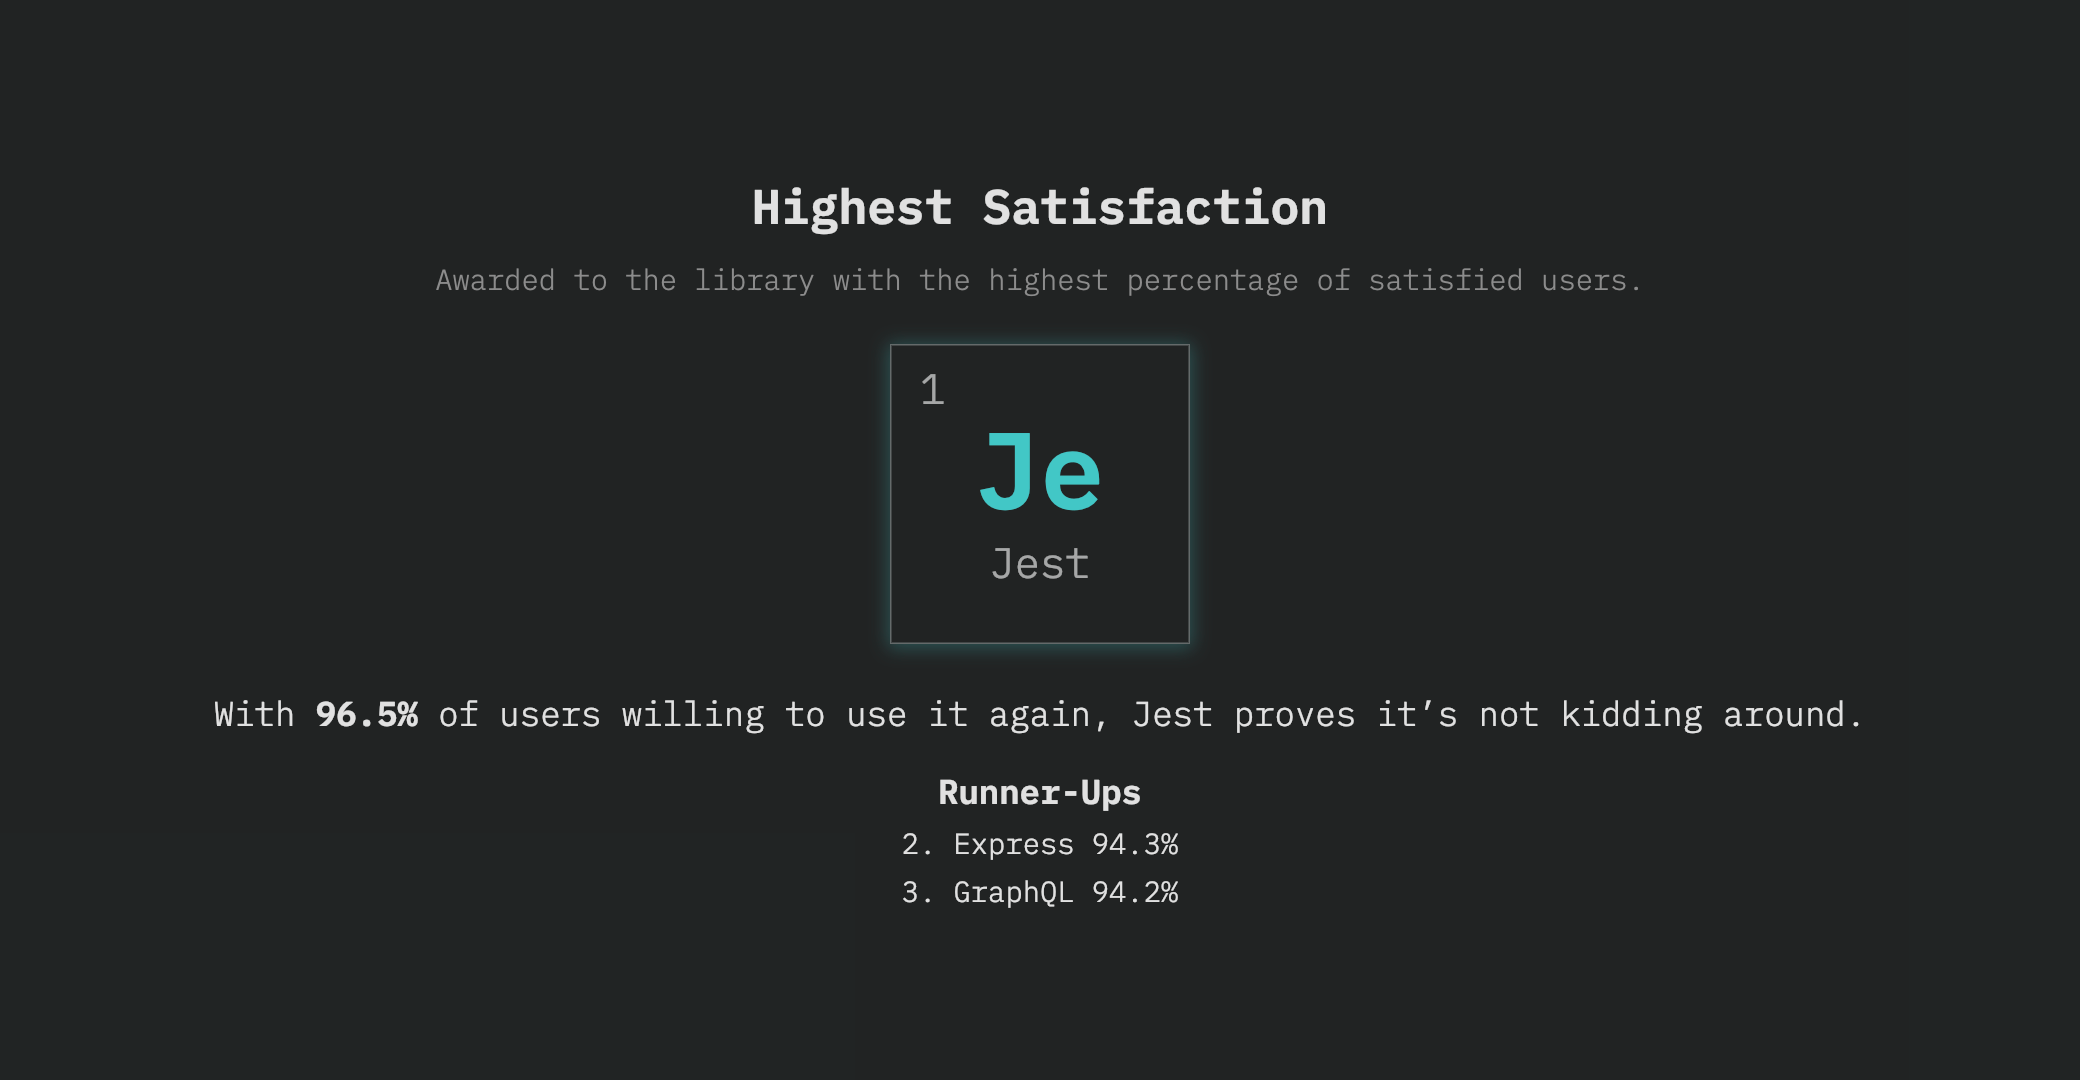 Highest Satisfaction
Awarded to the library with the highest percentage of satisfied users.
1
Je
Jest
With 96.5% of users willing to use it again, Jest proves it’s not kidding around.
Runner-Ups
2. Express 94.3%
3. GraphQL 94.2%